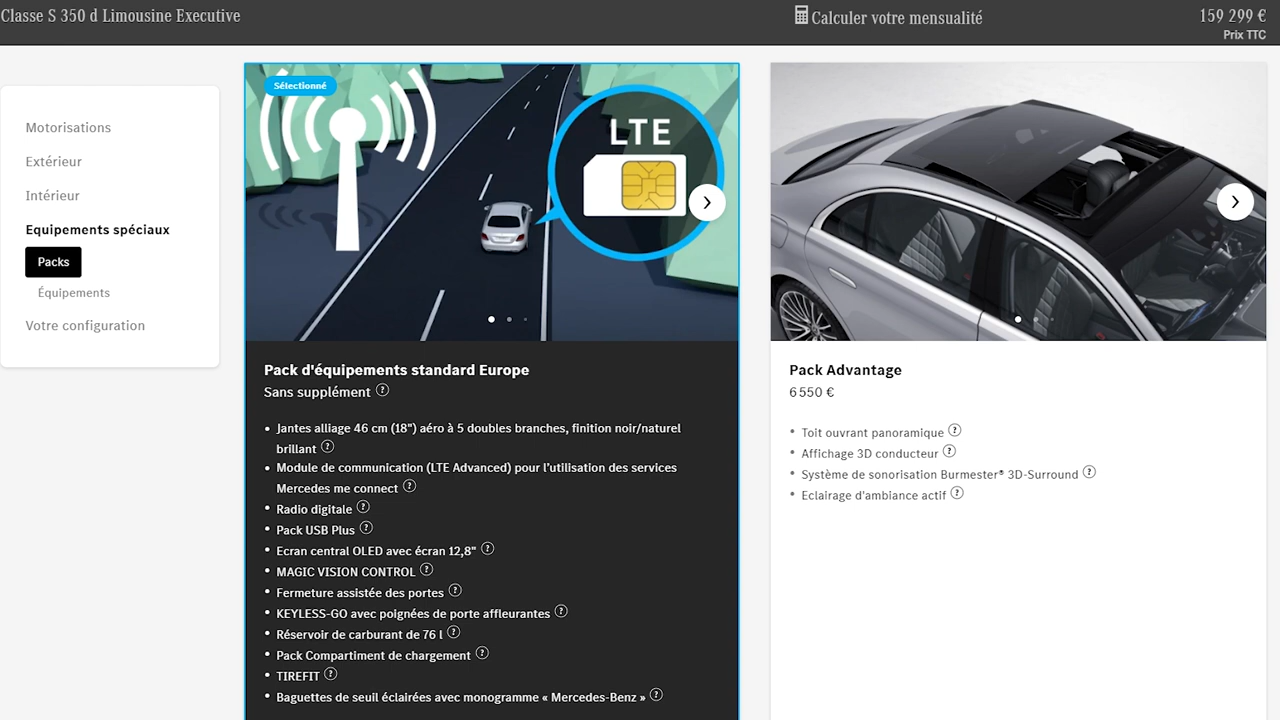 Classe S 350 d Limousine Executive
Calculer votre mensualité
159 299 €
Prix TTC
Motorisations
Extérieur
Intérieur
Equipements spéciaux
Packs
Équipements
Votre configuration
Sélectionné
LTE
Pack d'équipements standard Europe
Sans supplément ?
• Jantes alliage 46 cm (18") aéro à 5 doubles branches, finition noir/naturel
brillant ?
• Module de communication (LTE Advanced) pour l'utilisation des services
Mercedes me connect ?
• Radio digitale ?
• Pack USB Plus ?
• Ecran central OLED avec écran 12,8" ?
• MAGIC VISION CONTROL ?
• Fermeture assistée des portes ?
• KEYLESS-GO avec poignées de porte affleurantes ?
• Réservoir de carburant de 76 l ?
• Pack Compartiment de chargement ?
• TIREFIT ?
• Baguettes de seuil éclairées avec monogramme « Mercedes-Benz » ?
Pack Advantage
6 550 €
• Toit ouvrant panoramique ?
• Affichage 3D conducteur ?
• Système de sonorisation Burmester® 3D-Surround ?
• Eclairage d'ambiance actif ?